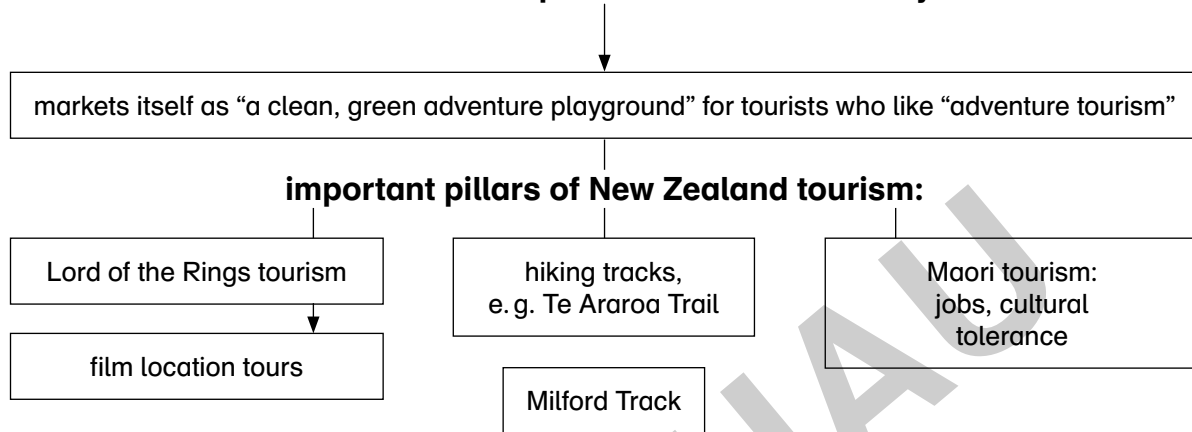 markets itself as “a clean, green adventure playground” for tourists who like “adventure tourism”
important pillars of New Zealand tourism:
Lord of the Rings tourism
film location tours
hiking tracks,
e. g. Te Araroa Trail
Milford Track
Maori tourism:
jobs, cultural
tolerance